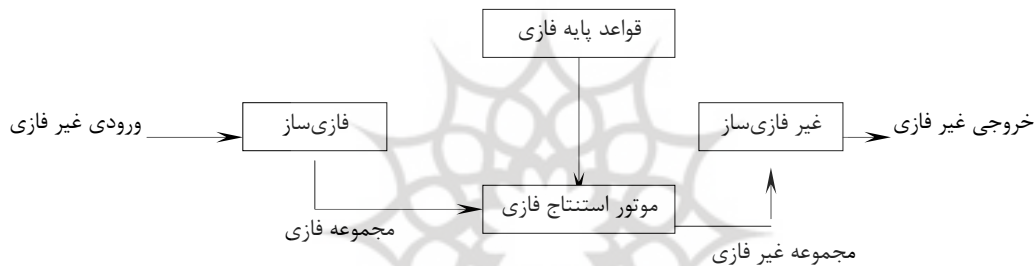 قواعد پایه فازی
ورودی غیر فازی
فازی‌ساز
غیر فازی‌ساز
خروجی غیر فازی
موتور استنتاج فازی
مجموعه فازی
مجموعه غیر فازی